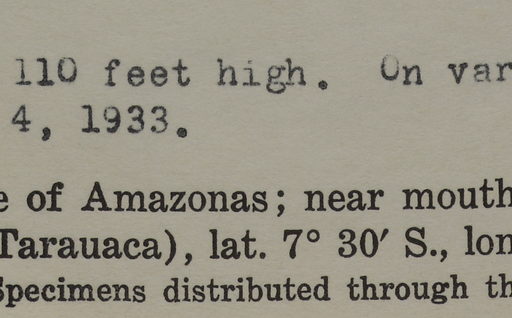 110 feet high. On var
4, 1933.
e of Amazonas; near mouth
Tarauaca), lat. 7° 30′ S., lon
Specimens distributed through th